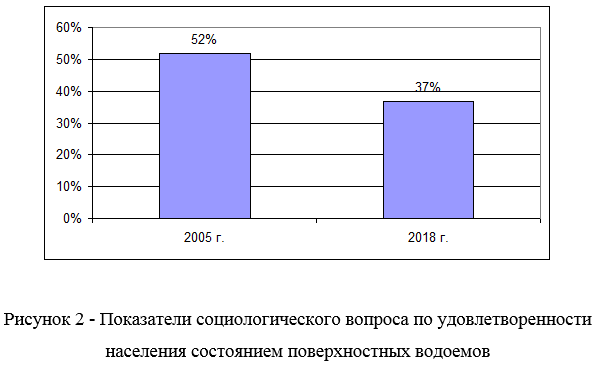 60%
52%
50%
40%
37%
30%
20%
10%
0%
2005 г.
2018 г.
Рисунок 2 - Показатели социологического вопроса по удовлетворенности
населения состоянием поверхностных водоемов